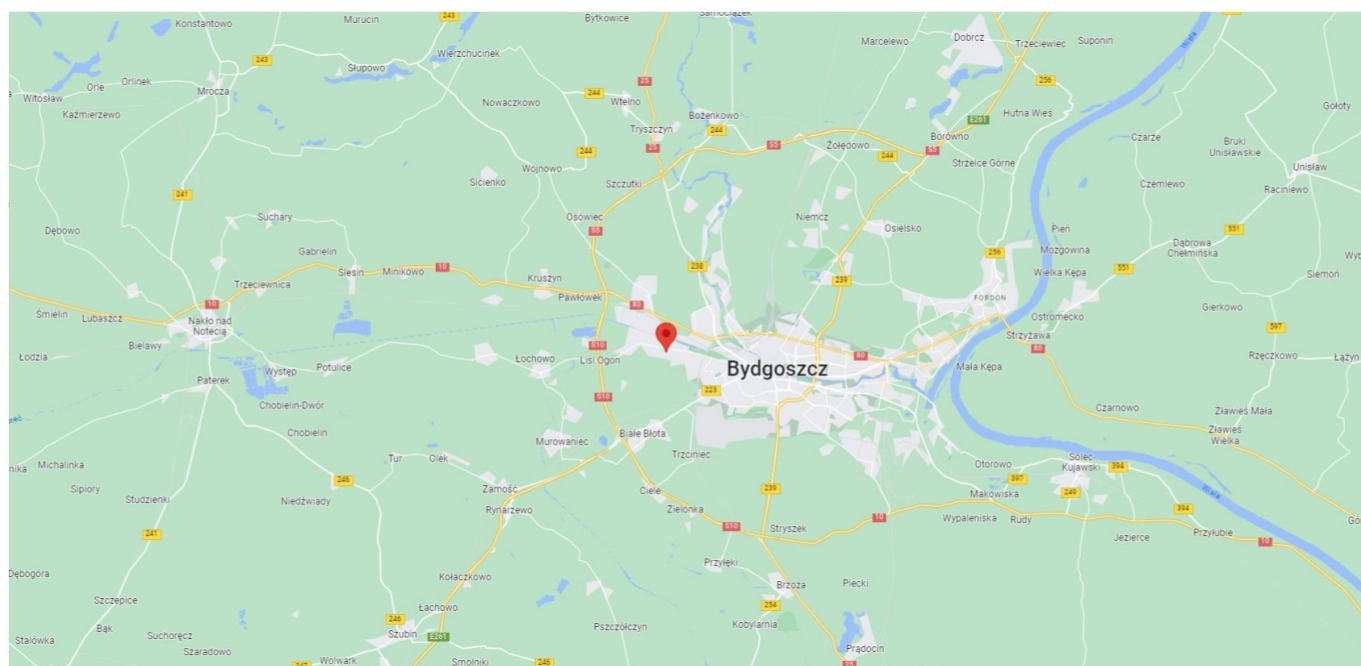 Konstantowo
Murucin
243
Bytkowice
Samociążek
Marcelewo
Dobrcz
Trzeciewiec
Suponin
Wisła
243
Słupowo
Wierzchucinek
25
256
Witosław
Orle
Orlinek
Mrocza
Kaźmierzewo
Nowaczkowo
244
Wtelno
Bożenkowo
Tryszczyn
244
E261
Hutna Wieś
Gołoty
25
S5
Żołędowo
Borówno
244
S5
Czarże
Bruki
Unisławskie
Wojnowo
244
Strzelce Górne
Unisław
Sicienko
Szczutki
Czemlewo
Raciniewo
241
Suchary
Osówiec
S5
Niemcz
Osielsko
Pień
551
Dębowo
Gabrielin
256
Mozgowina
Dąbrowa
Chełmińska
Trzeciewnica
Ślesin
Minikowo
10
Kruszyn
238
239
Wielka Kępa
551
Siemoń
10
Pawłówek
80
FORDON
Gierkowo
Śmielin
Lubaszcz
Nakło nad
Notecią
Ostromecko
597
Łodzia
Bielawy
Łochowo
S10
Lisi Ogon
80
Strzyżawa
80
Rzęczkowo
Łążyn
Występ
Potulice
Bydgoszcz
Mała Kępa
Paterek
223
Chobielin-Dwór
S10
Czarnowo
Zławieś Mała
Chobielin
Murowaniec
Białe Błota
Zławieś
Wielka
Michalinka
Tur
Olek
Trzciniec
Otorowo
Solec
Kujawski
394
Sipiory
246
397
Studzienki
Niedźwiady
Zamość
Ciele
239
Makowiska
249
Wisła
Rynarzewo
Zielonka
10
Wypaleniska
Rudy
394
Przyłubie
241
S10
Stryszek
Jezierce
10
Dębogóra
Kołaczkowo
Przyłęki
Brzoza
Piecki
Szczepice
Łachowo
254
Bąk
246
Pszczółczyn
Kobylarnia
Stalówka
Suchoręcz
Szubin
E261
Szaradowo
Prądocin
247
Wolwark
Smolniki
246
25